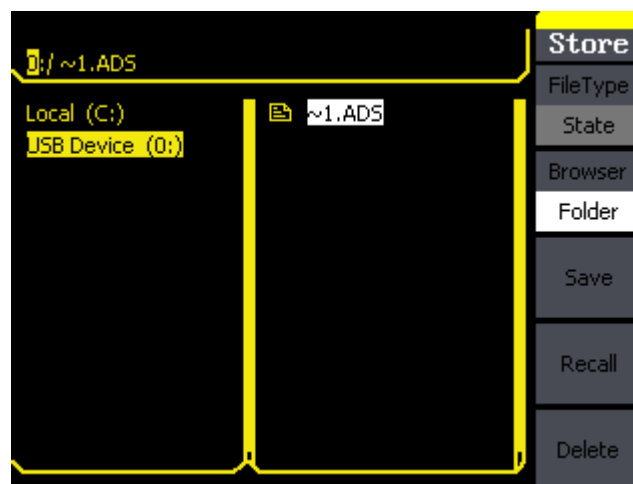 0:/ ~1.ADS
Local (C:)
USB Device (0:)
~1.ADS
Store
FileType
State
Browser
Folder
Save
Recall
Delete